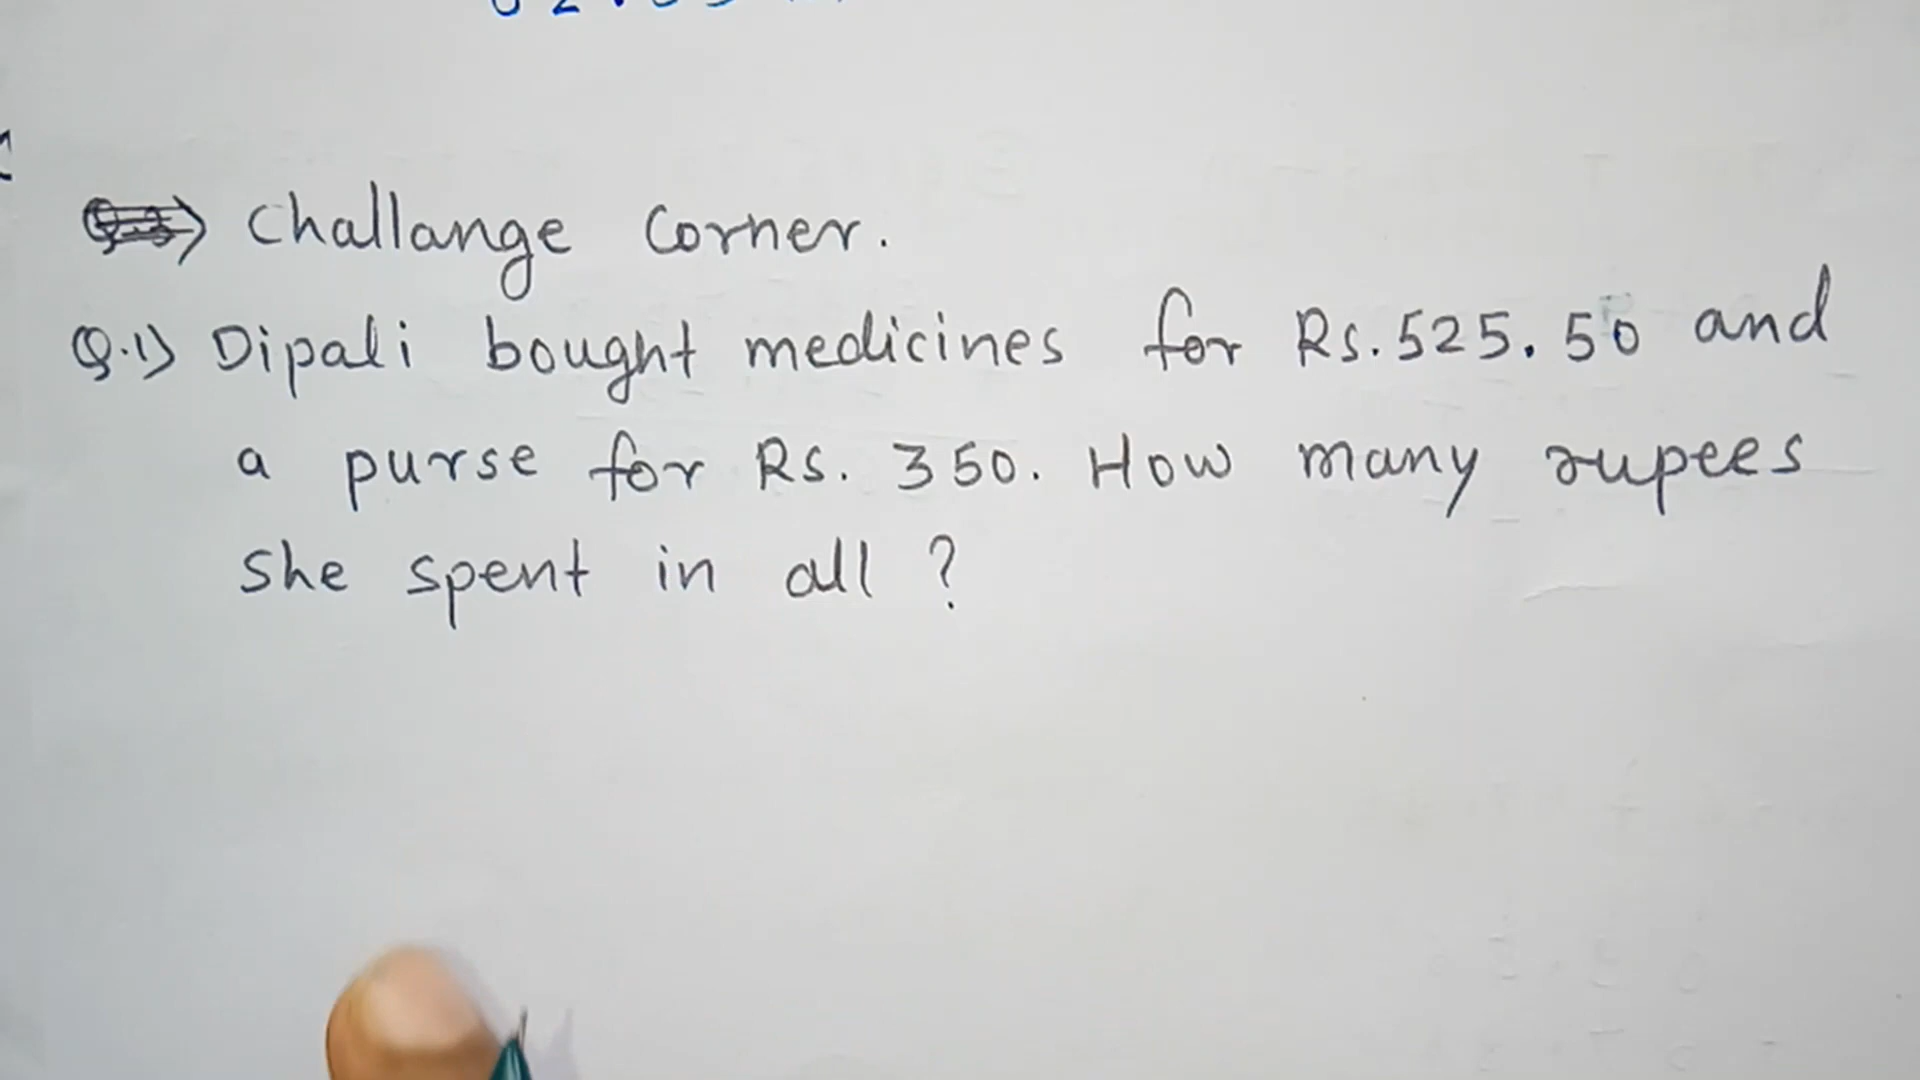 Challange Corner.
Q.1) Dipali bought medicines for Rs.525.50 and
a purse for Rs. 350. How many rupees
she spent in all ?